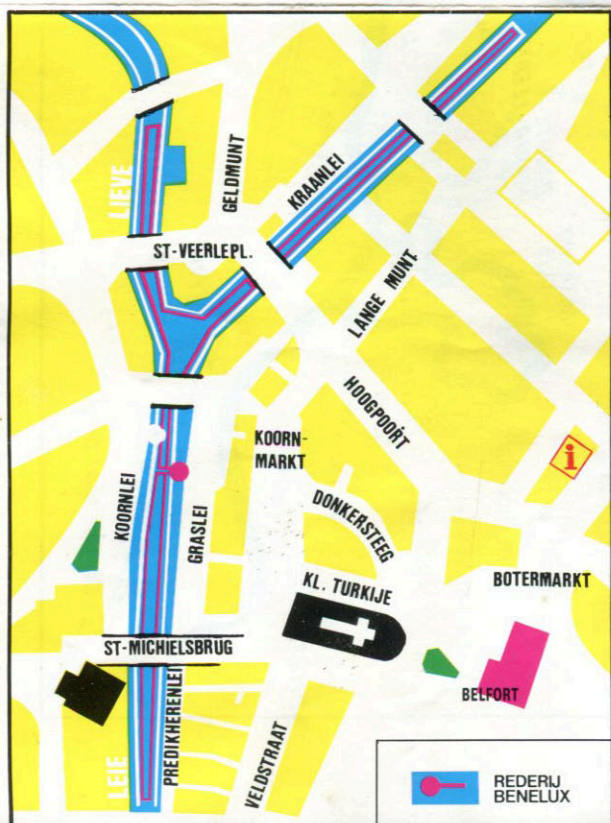 LIEVE
GELDMUNT
KRAANLEI
ST-VEERLEPL.
LANGE MUNT
HOOGPOORT
KOORN-
MARKT
KOORNLEI
GRASLEI
DONKERSTEEG
i
KL. TURKIJE
BOTERMARKT
ST-MICHIELSBRUG
PREDIKHERENLEI
BELFORT
LEIE
VELDSTRAAT
REDERIJ
BENELUX